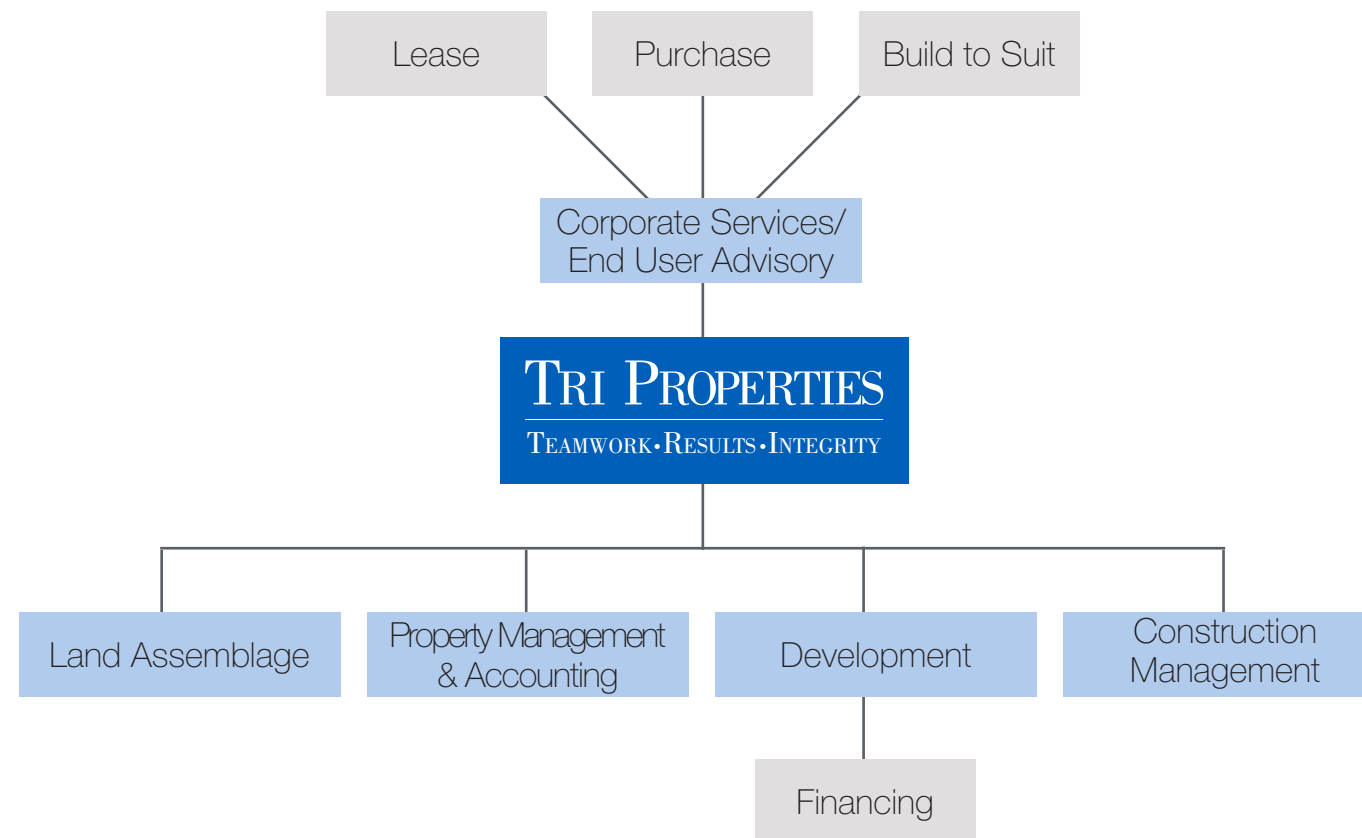 Lease
Purchase
Build to Suit
Corporate Services/
End User Advisory
TRI PROPERTIES
TEAMWORK•RESULTS•INTEGRITY
Land Assemblage
Property Management
& Accounting
Development
Construction
Management
Financing